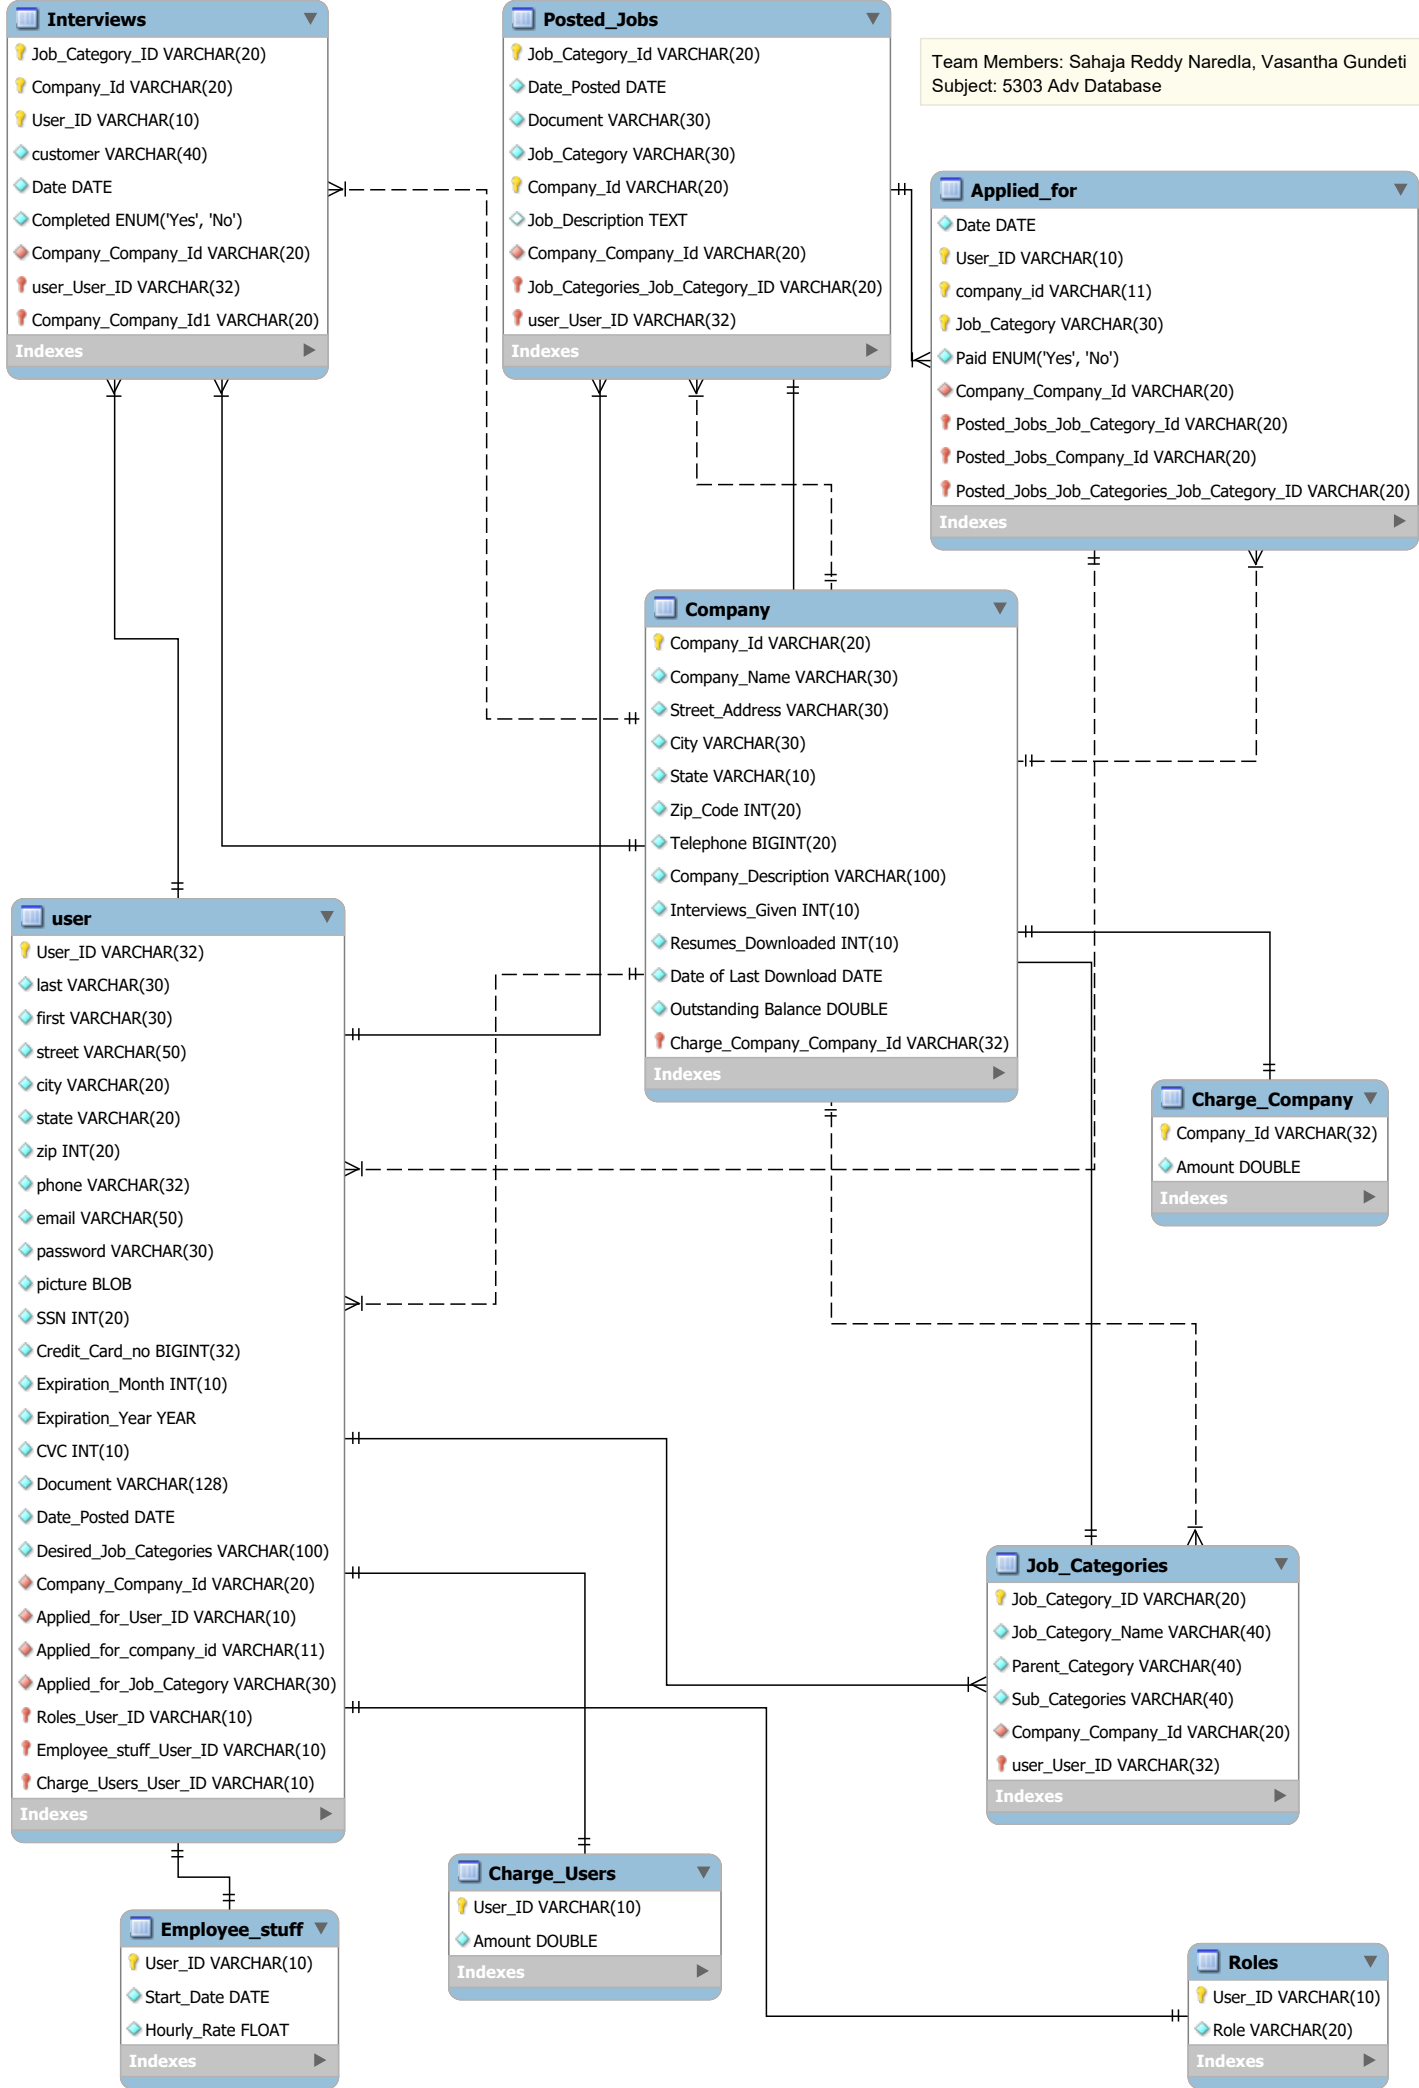 Interviews
Job_Category_ID VARCHAR(20)
Company_Id VARCHAR(20)
User_ID VARCHAR(10)
customer VARCHAR(40)
Date DATE
Completed ENUM('Yes', 'No')
Company_Company_Id VARCHAR(20)
user_User_ID VARCHAR(32)
Company_Company_Id1 VARCHAR(20)
Indexes
Posted_Jobs
Job_Category_Id VARCHAR(20)
Date_Posted DATE
Document VARCHAR(30)
Job_Category VARCHAR(30)
Company_Id VARCHAR(20)
Job_Description TEXT
Company_Company_Id VARCHAR(20)
Job_Categories_Job_Category_ID VARCHAR(20)
user_User_ID VARCHAR(32)
Indexes
Team Members: Sahaja Reddy Naredla, Vasantha Gundeti
Subject: 5303 Adv Database
Applied_for
Date DATE
User_ID VARCHAR(10)
company_id VARCHAR(11)
Job_Category VARCHAR(30)
Paid ENUM('Yes', 'No')
Company_Company_Id VARCHAR(20)
Posted_Jobs_Job_Category_Id VARCHAR(20)
Posted_Jobs_Company_Id VARCHAR(20)
Posted_Jobs_Job_Categories_Job_Category_ID VARCHAR(20)
Indexes
Company
Company_Id VARCHAR(20)
Company_Name VARCHAR(30)
Street_Address VARCHAR(30)
City VARCHAR(30)
State VARCHAR(10)
Zip_Code INT(20)
Telephone BIGINT(20)
Company_Description VARCHAR(100)
Interviews_Given INT(10)
Resumes_Downloaded INT(10)
Date of Last Download DATE
Outstanding Balance DOUBLE
Charge_Company_Company_Id VARCHAR(32)
Indexes
user
User_ID VARCHAR(32)
last VARCHAR(30)
first VARCHAR(30)
street VARCHAR(50)
city VARCHAR(20)
state VARCHAR(20)
zip INT(20)
phone VARCHAR(32)
email VARCHAR(50)
password VARCHAR(30)
picture BLOB
SSN INT(20)
Credit_Card_no BIGINT(32)
Expiration_Month INT(10)
Expiration_Year YEAR
CVC INT(10)
Document VARCHAR(128)
Date_Posted DATE
Desired_Job_Categories VARCHAR(100)
Company_Company_Id VARCHAR(20)
Applied_for_User_ID VARCHAR(10)
Applied_for_company_id VARCHAR(11)
Applied_for_Job_Category VARCHAR(30)
Roles_User_ID VARCHAR(10)
Employee_stuff_User_ID VARCHAR(10)
Charge_Users_User_ID VARCHAR(10)
Indexes
Charge_Company
Company_Id VARCHAR(32)
Amount DOUBLE
Indexes
Job_Categories
Job_Category_ID VARCHAR(20)
Job_Category_Name VARCHAR(40)
Parent_Category VARCHAR(40)
Sub_Categories VARCHAR(40)
Company_Company_Id VARCHAR(20)
user_User_ID VARCHAR(32)
Indexes
Charge_Users
User_ID VARCHAR(10)
Amount DOUBLE
Indexes
Employee_stuff
User_ID VARCHAR(10)
Start_Date DATE
Hourly_Rate FLOAT
Indexes
Roles
User_ID VARCHAR(10)
Role VARCHAR(20)
Indexes